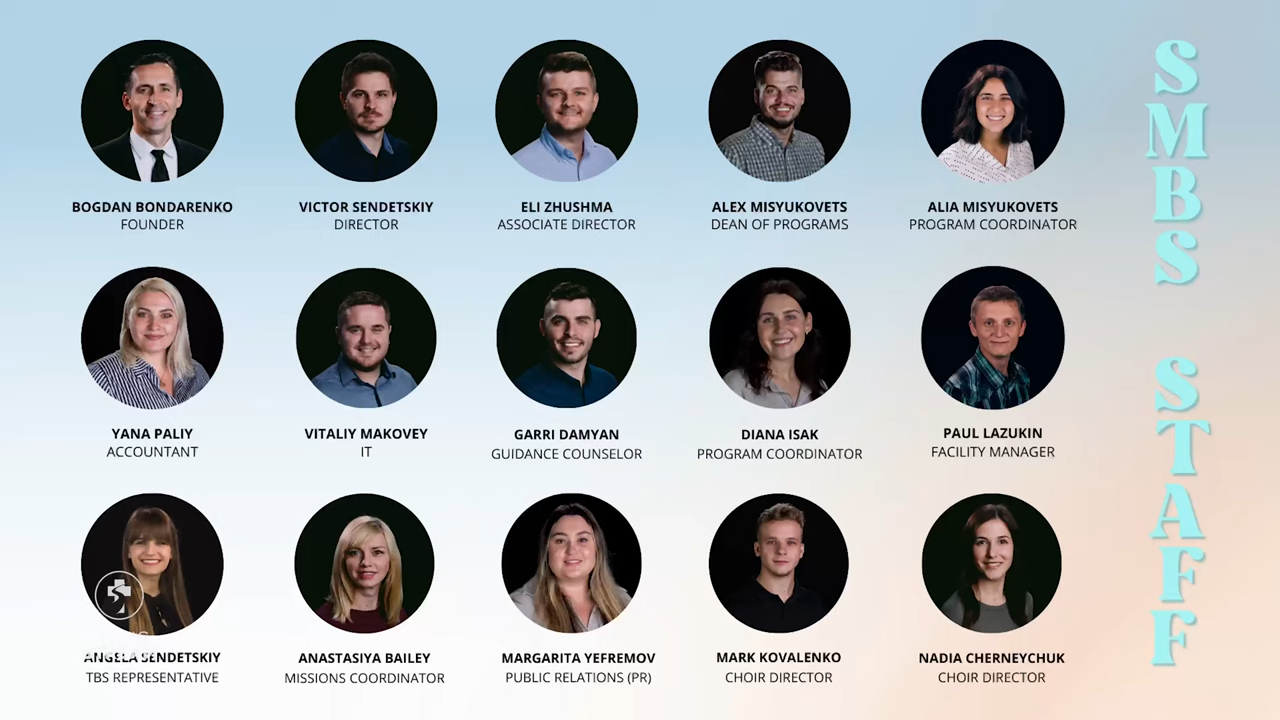 BOGDAN BONDARENKO
FOUNDER
VICTOR SENDETSKIY
DIRECTOR
ELI ZHUSHMA
ASSOCIATE DIRECTOR
ALEX MISYUKOVETS
DEAN OF PROGRAMS
ALIA MISYUKOVETS
PROGRAM COORDINATOR
YANA PALIY
ACCOUNTANT
VITALIY MAKOVEY
IT
GARRI DAMYAN
GUIDANCE COUNSELOR
DIANA ISAK
PROGRAM COORDINATOR
PAUL LAZUKIN
FACILITY MANAGER
ANGELA SENDETSKIY
TBS REPRESENTATIVE
ANASTASIYA BAILEY
MISSIONS COORDINATOR
MARGARITA YEFREMOV
PUBLIC RELATIONS (PR)
MARK KOVALENKO
CHOIR DIRECTOR
NADIA CHERNEYCHUK
CHOIR DIRECTOR
SMBS STAFF